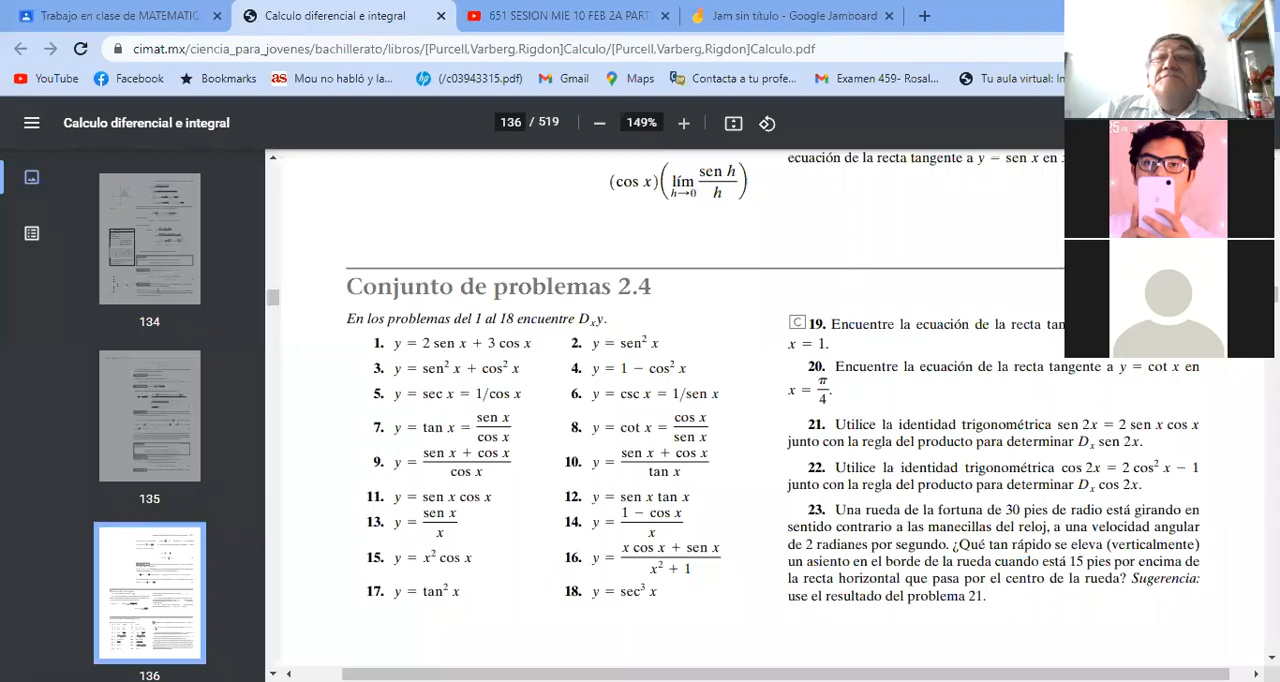 Trabajo en clase de MATEMATIC
Calculo diferencial e integral
651 SESION MIE 10 FEB 2A PART
Jam sin título - Google Jamboard
cimat.mx/ciencia_para_jovenes/bachillerato/libros/[Purcell,Varberg,Rigdon]Calculo/[Purcell,Varberg,Rigdon]Calculo.pdf
YouTube
Facebook
Bookmarks
Mou no habló y la...
(/c03458915.pdf)
Gmail
Maps
Contacta a tu profe...
Examen 459- Rosal...
Tu aula virtual: In
Calculo diferencial e integral
136 / 519
149%
134
135
136
ecuación de la recta tangente a y = sen x en
(cos x)(lím h→0 sen h / h)
Conjunto de problemas 2.4
En los problemas del 1 al 18 encuentre Dₓy.
1. y = 2 sen x + 3 cos x
2. y = sen² x
3. y = sen² x + cos² x
4. y = 1 − cos² x
5. y = sec x = 1/cos x
6. y = csc x = 1/sen x
7. y = tan x = sen x / cos x
8. y = cot x = cos x / sen x
9. y = sen x + cos x / cos x
sen x + cos x / tan x
11. y = sen x cos x
12. y = sen x tan x
13. y = sen x
14. y = 1 − cos x
15. y =
cos x + sen x / x² + 1
17. y
C 19. Encuentre la ecuación de la recta tan
x = 1.
20. Encuentre la ecuación de la recta tangente a y = cot x en
x = π/4
21. Utilice la identidad trigonométrica sen 2x = 2 sen x cos x
junto con la regla del producto para determinar Dₓ sen 2x.
22. Utilice la identidad trigonométrica cos 2x = 2 cos² x − 1
junto con la regla del producto para determinar Dₓ cos 2x.
23. Una rueda de la fortuna de 30 pies de radio está girando en
sentido contrario a las manecillas del reloj, a una velocidad angular
de 2 radianes por segundo. ¿Qué tan rápido se eleva (verticalmente)
un asiento en el borde de la rueda cuando está 15 pies por encima de
la recta horizontal que pasa por el centro de la rueda? Sugerencia:
use el resultado del problema 21.